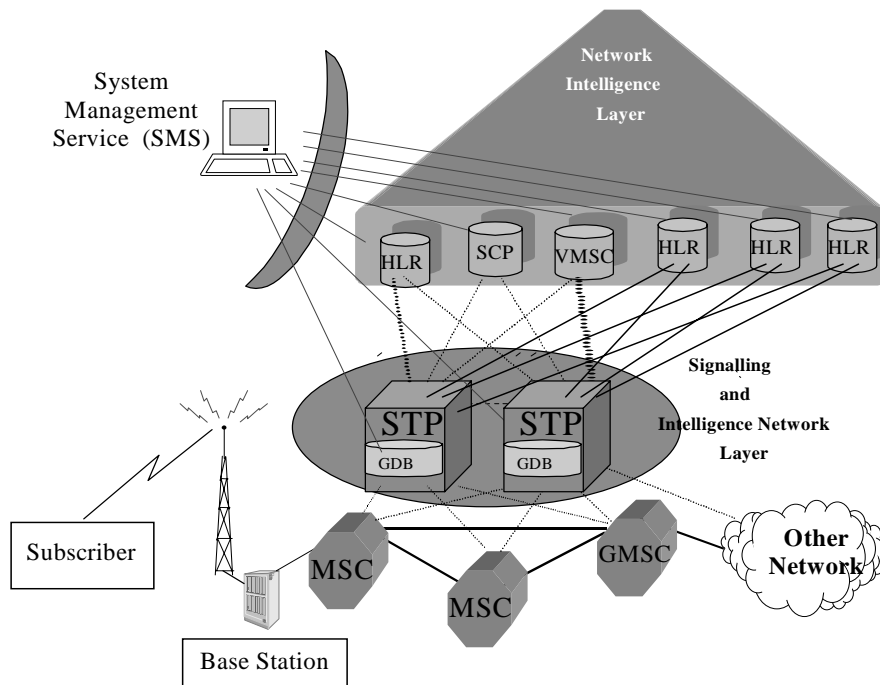 Network
Intelligence
Layer
System
Management
Service (SMS)
HLR
SCP
VMSC
HLR
HLR
HLR
Signalling
and
Intelligence Network
Layer
STP
STP
GDB
GDB
Subscriber
MSC
MSC
GMSC
Other
Network
Base Station